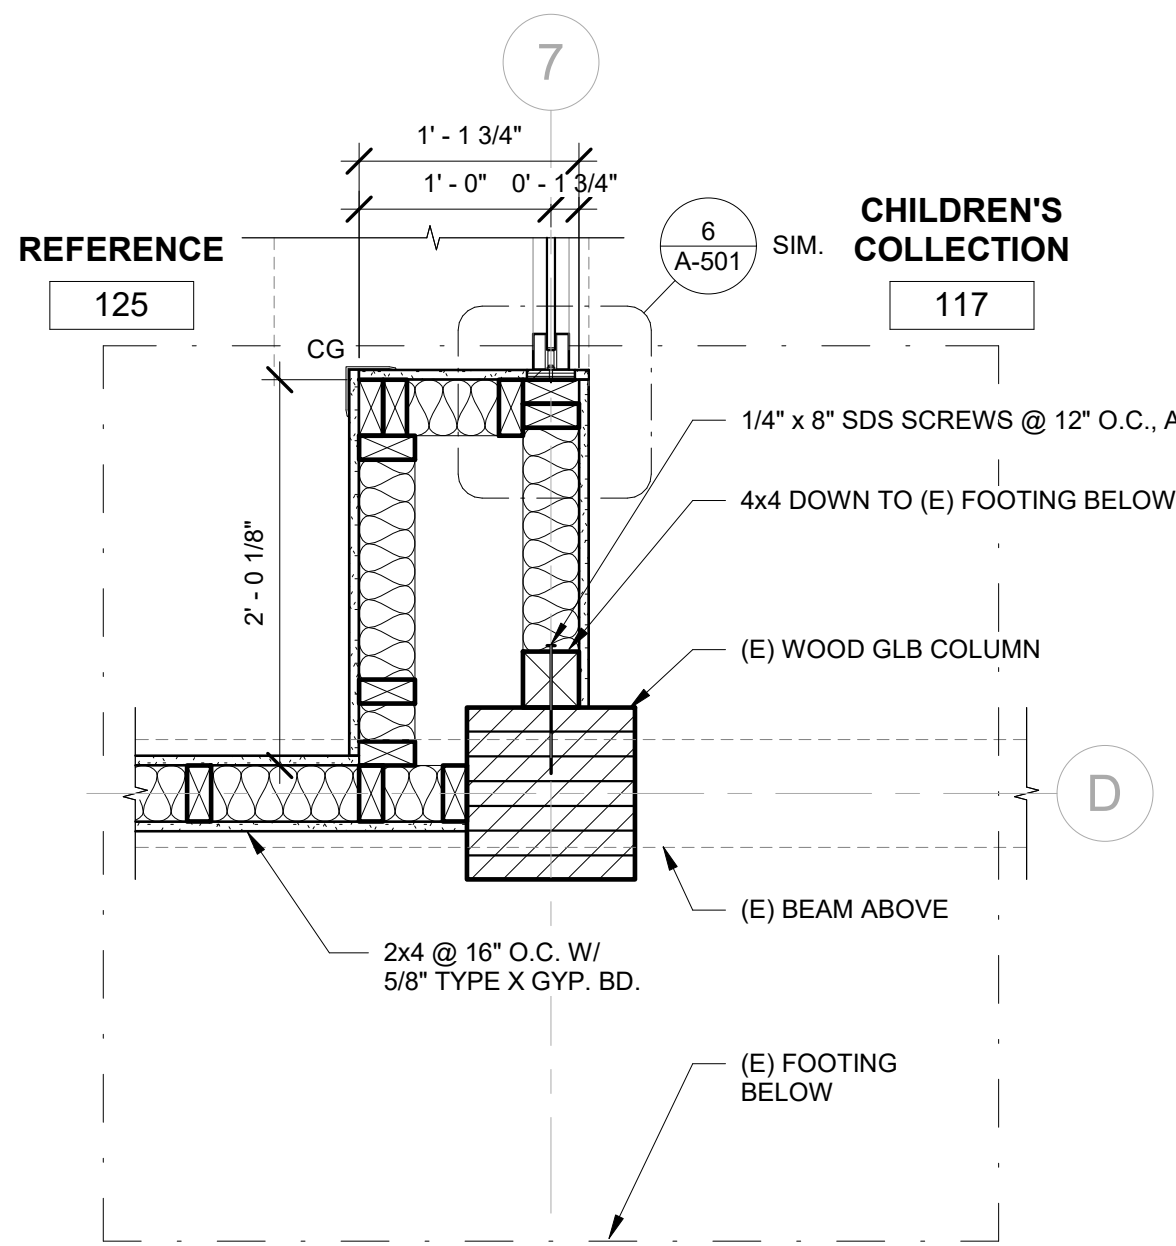 7
1' - 1 3/4"
1' - 0" 0' - 1 3/4"
REFERENCE
125
6
A-501
SIM.
CHILDREN'S
COLLECTION
117
CG
2' - 0 1/8"
1/4" x 8" SDS SCREWS @ 12" O.C., A
4x4 DOWN TO (E) FOOTING BELOW
(E) WOOD GLB COLUMN
D
(E) BEAM ABOVE
2x4 @ 16" O.C. W/
5/8" TYPE X GYP. BD.
(E) FOOTING
BELOW